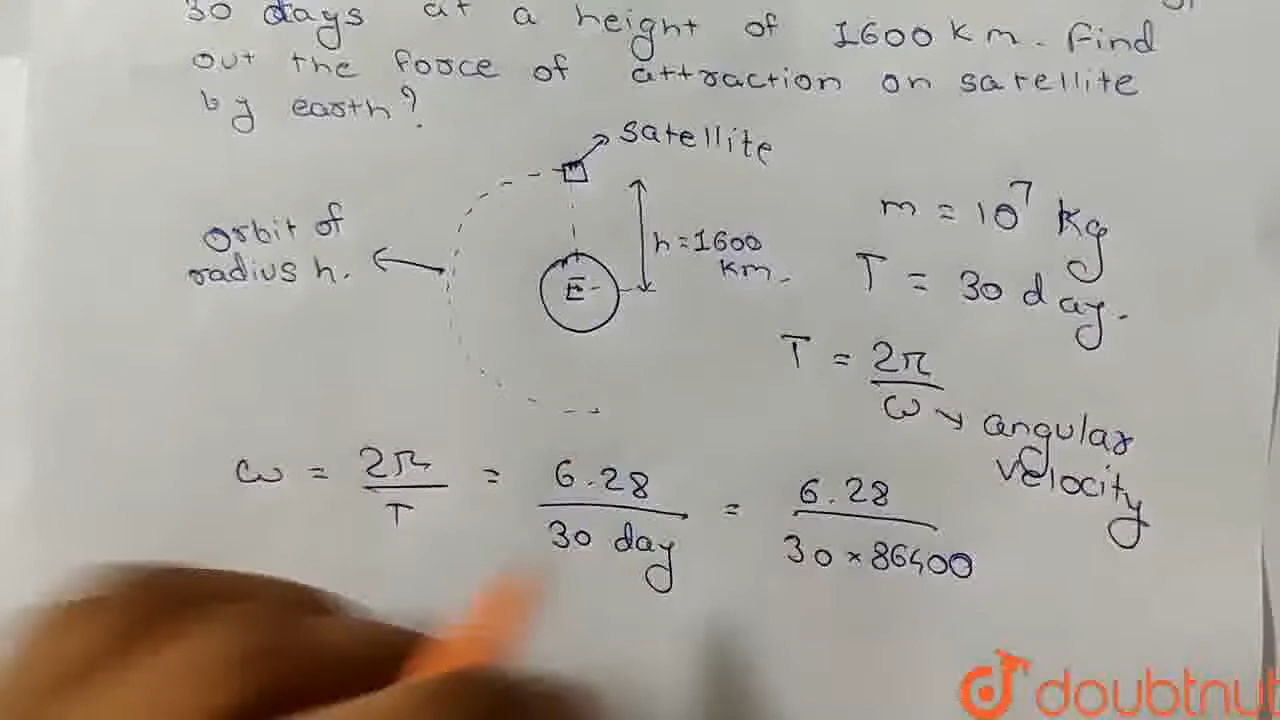 30 days at a height of 1600 km. Find
out the force of attraction on satellite
by earth?
satellite
orbit of
radius h.
h = 1600
km.
E
m = 10⁷ kg
T = 30 day.
T = 2π/ω → angular
velocity
ω = 2π/T = 6.28/30 day = 6.28/30×86400
doubtnut